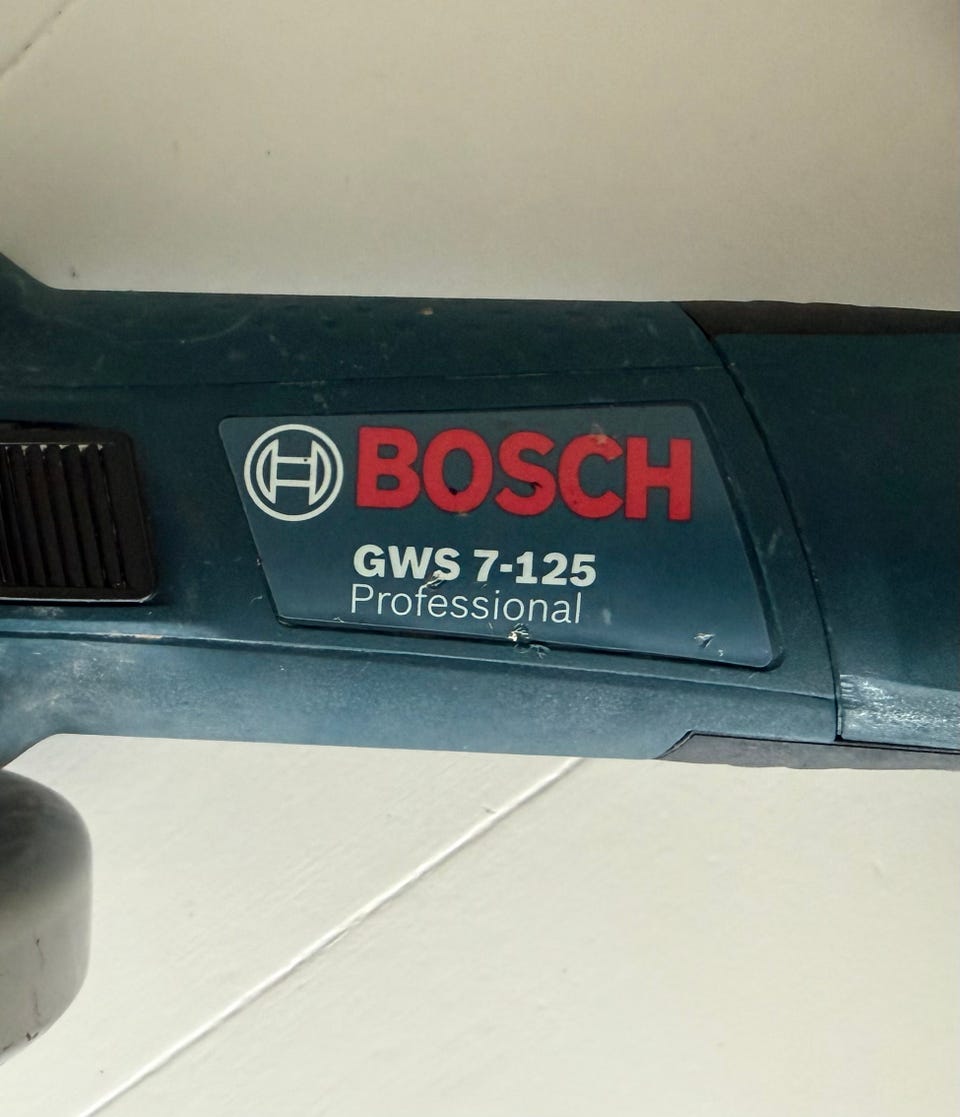 BOSCH
GWS 7-125
Professional